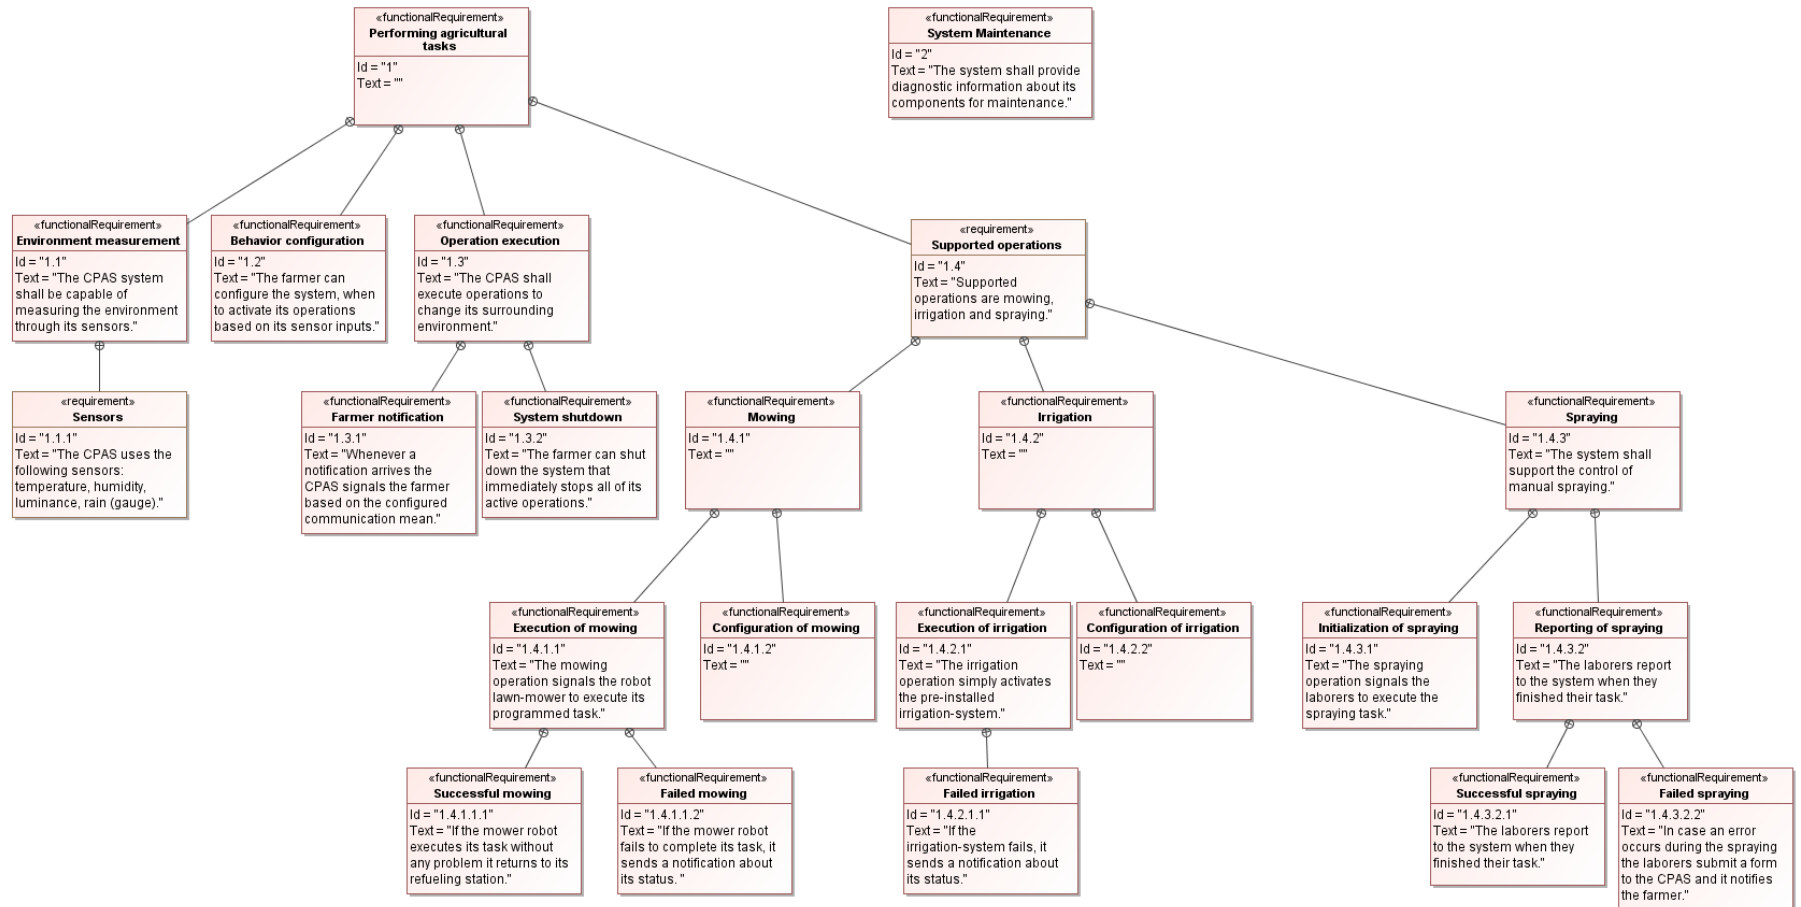 «functionalRequirement»
Performing agricultural
tasks
Id = "1"
Text = ""
«functionalRequirement»
System Maintenance
Id = "2"
Text = "The system shall provide
diagnostic information about its
components for maintenance."
«functionalRequirement»
Environment measurement
Id = "1.1"
Text = "The CPAS system
shall be capable of
measuring the environment
through its sensors."
«functionalRequirement»
Behavior configuration
Id = "1.2"
Text = "The farmer can
configure the system, when
to activate its operations
based on its sensor inputs."
«functionalRequirement»
Operation execution
Id = "1.3"
Text = "The CPAS shall
execute operations to
change its surrounding
environment."
«requirement»
Supported operations
Id = "1.4"
Text = "Supported
operations are mowing,
irrigation and spraying."
«requirement»
Sensors
Id = "1.1.1"
Text = "The CPAS uses the
following sensors:
temperature, humidity,
luminance, rain (gauge)."
«functionalRequirement»
Farmer notification
Id = "1.3.1"
Text = "Whenever a
notification arrives the
CPAS signals the farmer
based on the configured
communication mean."
«functionalRequirement»
System shutdown
Id = "1.3.2"
Text = "The farmer can shut
down the system that
immediately stops all of its
active operations."
«functionalRequirement»
Mowing
Id = "1.4.1"
Text = ""
«functionalRequirement»
Irrigation
Id = "1.4.2"
Text = ""
«functionalRequirement»
Spraying
Id = "1.4.3"
Text = "The system shall
support the control of
manual spraying."
«functionalRequirement»
Execution of mowing
Id = "1.4.1.1"
Text = "The mowing
operation signals the robot
lawn-mower to execute its
programmed task."
«functionalRequirement»
Configuration of mowing
Id = "1.4.1.2"
Text = ""
«functionalRequirement»
Execution of irrigation
Id = "1.4.2.1"
Text = "The irrigation
operation simply activates
the pre-installed
irrigation-system."
«functionalRequirement»
Configuration of irrigation
Id = "1.4.2.2"
Text = ""
«functionalRequirement»
Initialization of spraying
Id = "1.4.3.1"
Text = "The spraying
operation signals the
laborers to execute the
spraying task."
«functionalRequirement»
Reporting of spraying
Id = "1.4.3.2"
Text = "The laborers report
to the system when they
finished their task."
«functionalRequirement»
Successful mowing
Id = "1.4.1.1.1"
Text = "If the mower robot
executes its task without
any problem it returns to its
refueling station."
«functionalRequirement»
Failed mowing
Id = "1.4.1.1.2"
Text = "If the mower robot
fails to complete its task, it
sends a notification about
its status. "
«functionalRequirement»
Failed irrigation
Id = "1.4.2.1.1"
Text = "If the
irrigation-system fails, it
sends a notification about
its status."
«functionalRequirement»
Successful spraying
Id = "1.4.3.2.1"
Text = "The laborers report
to the system when they
finished their task."
«functionalRequirement»
Failed spraying
Id = "1.4.3.2.2"
Text = "In case an error
occurs during the spraying
the laborers submit a form
to the CPAS and it notifies
the farmer."